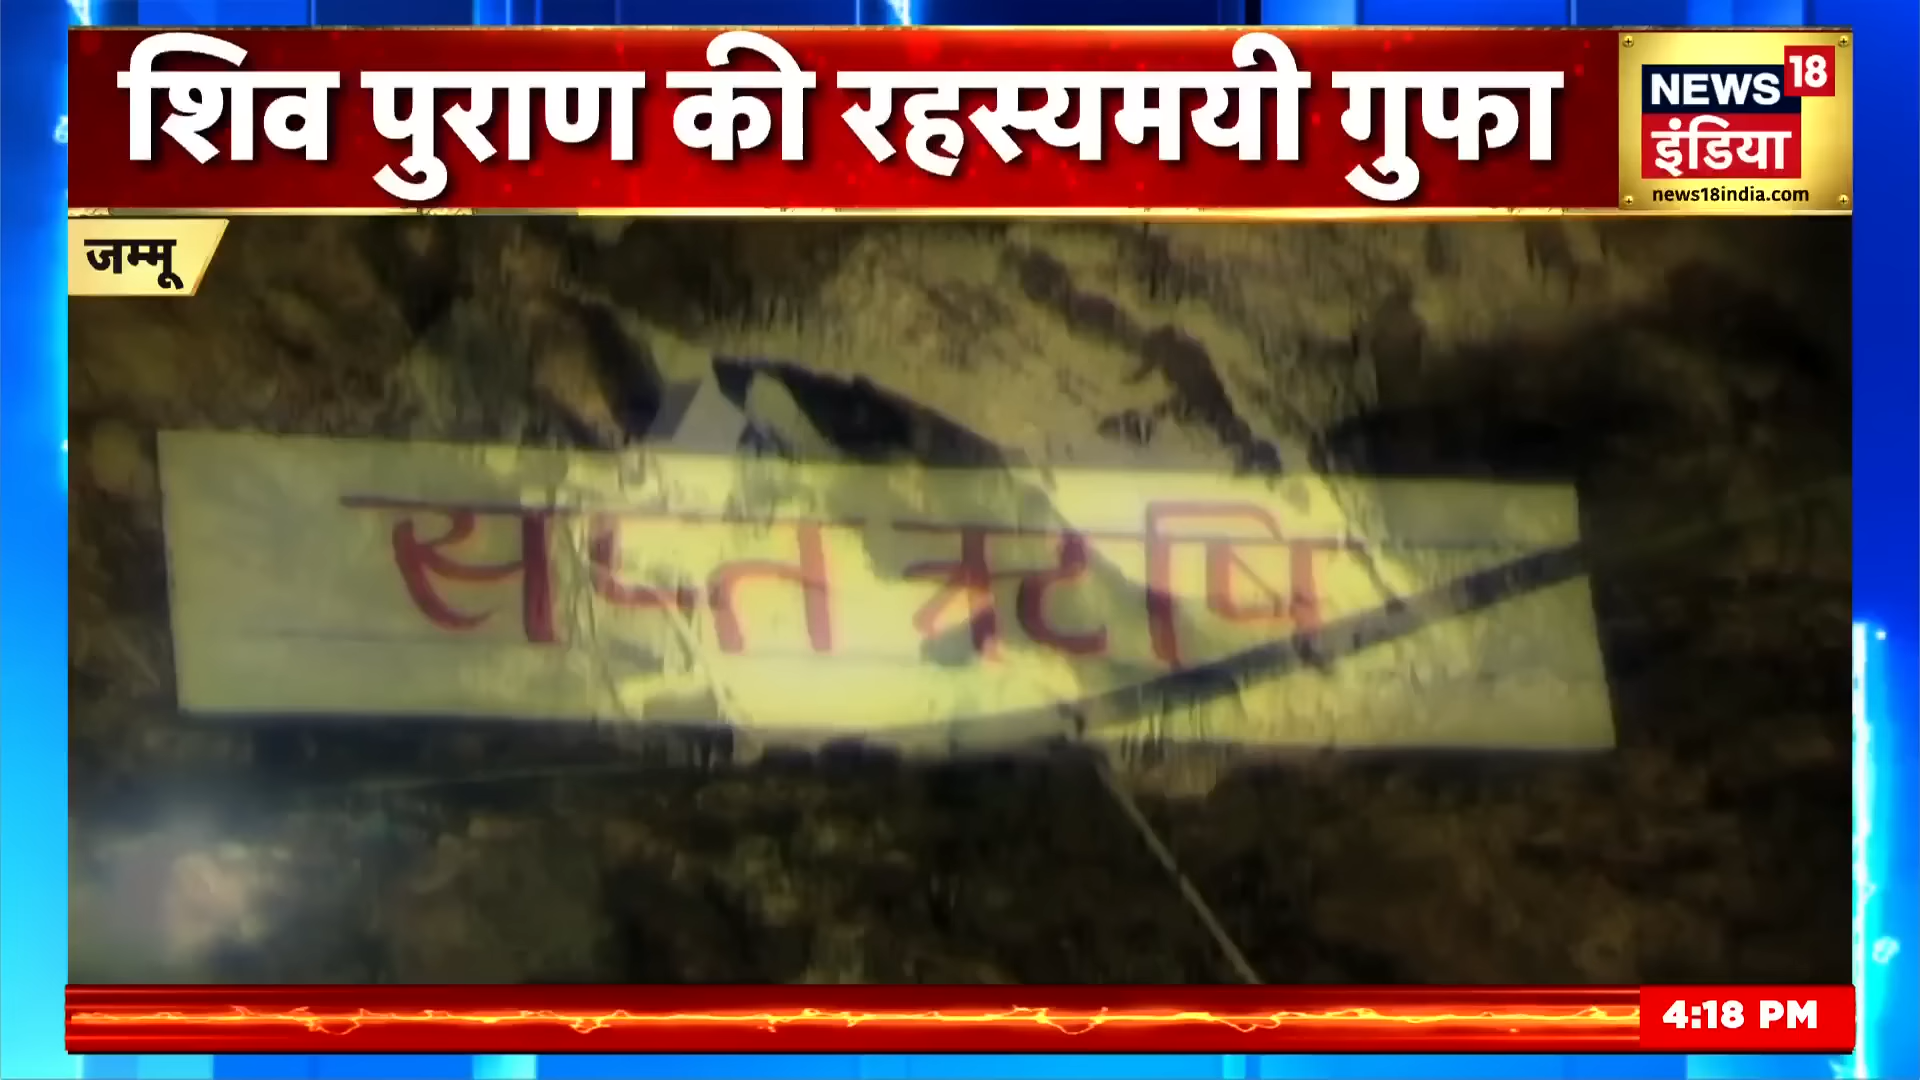 शिव पुराण की रहस्यमयी गुफा
NEWS 18
इंडिया
news18india.com
जम्मू
सप्त ऋषि
4:18 PM